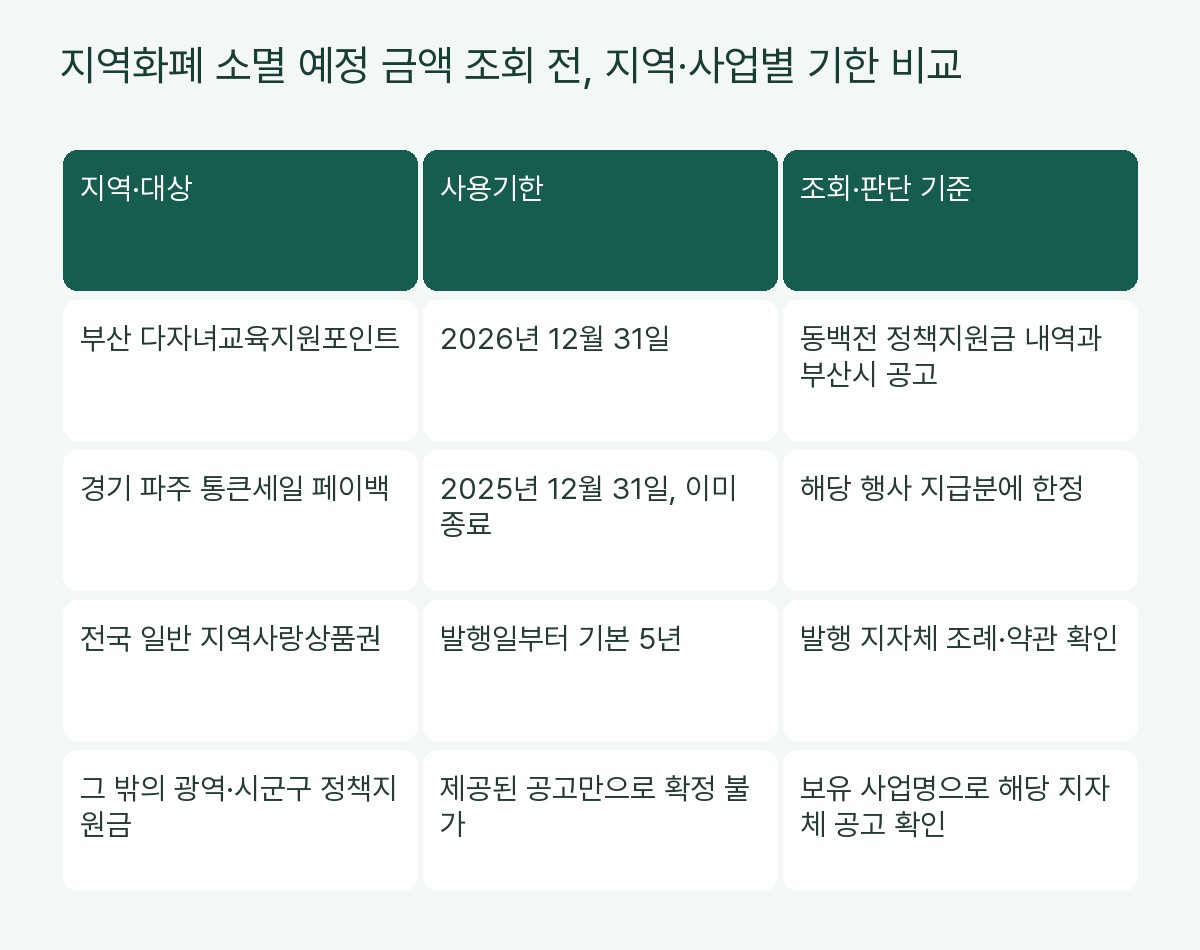 지역화폐 소멸 예정 금액 조회 전, 지역·사업별 기한 비교
지역·대상
사용기한
조회·판단 기준
부산 다자녀교육지원포인트
2026년 12월 31일
동백전 정책지원금 내역과
부산시 공고
경기 파주 통큰세일 페이백
2025년 12월 31일, 이미
종료
해당 행사 지급분에 한정
전국 일반 지역사랑상품권
발행일부터 기본 5년
발행 지자체 조례·약관 확인
그 밖의 광역·시군구 정책지
원금
제공된 공고만으로 확정 불
가
보유 사업명으로 해당 지자
체 공고 확인